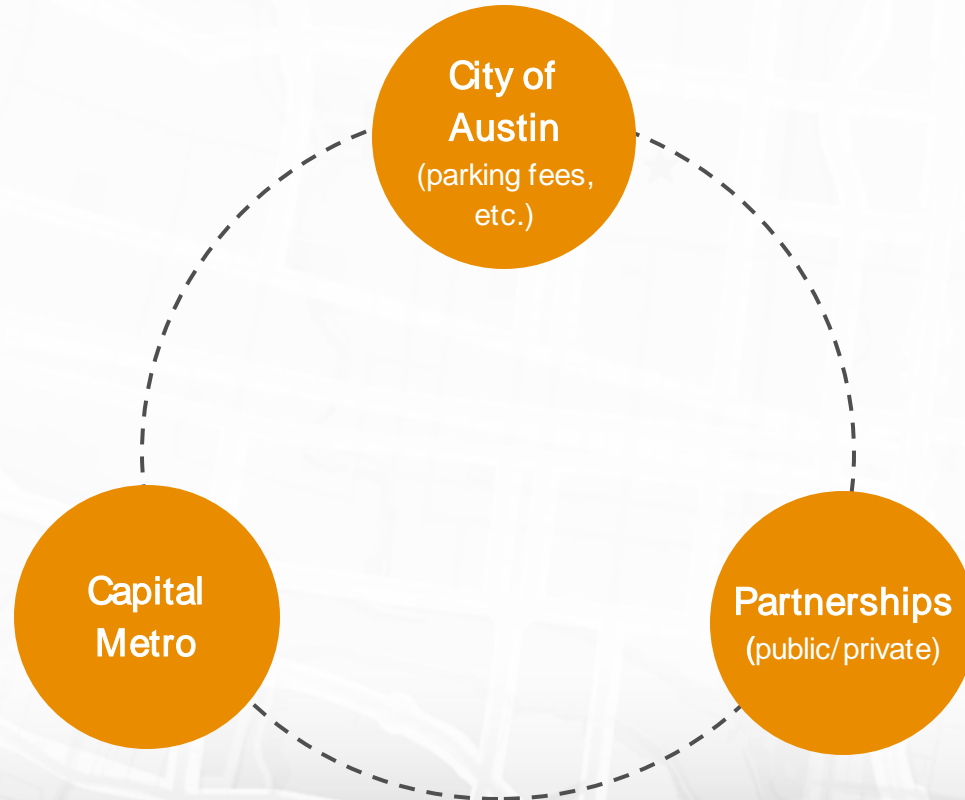 City of
Austin
(parking fees,
etc.)
Capital
Metro
Partnerships
(public/private)